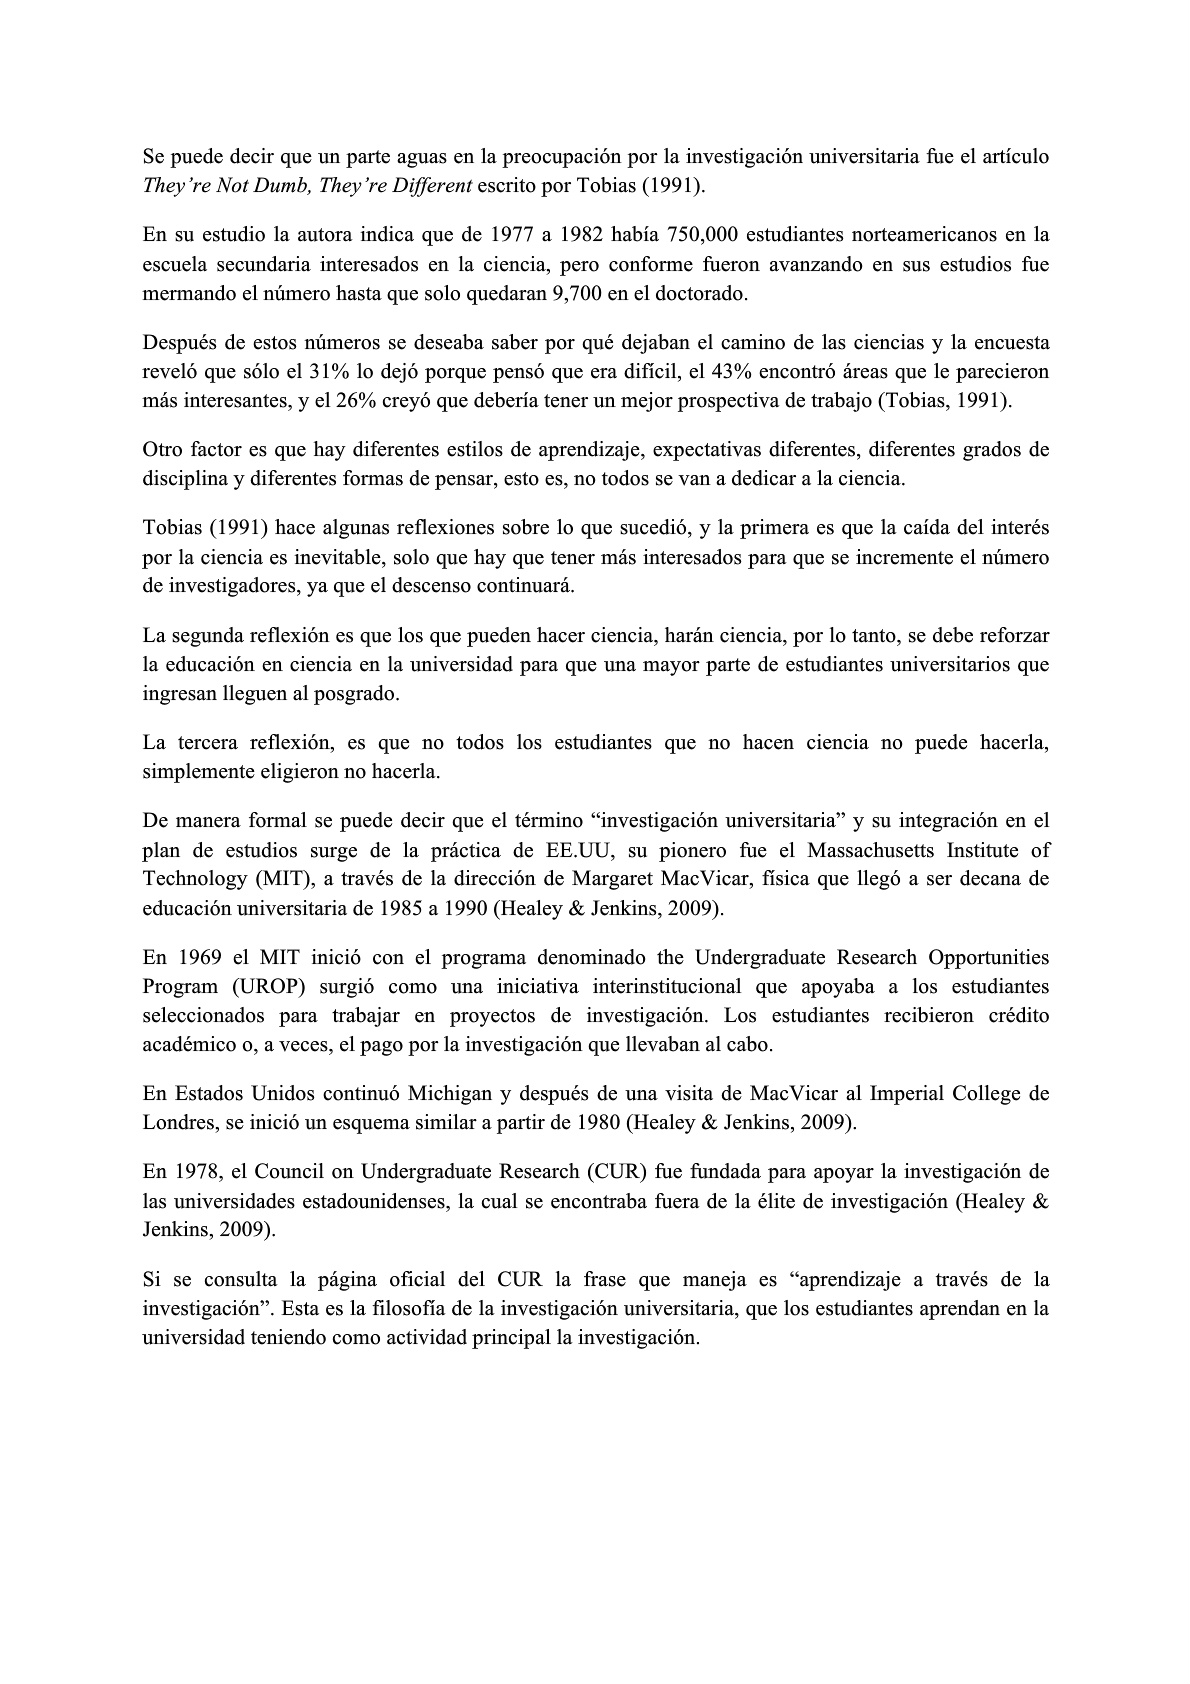 Se puede decir que un parte aguas en la preocupación por la investigación universitaria fue el artículo
They’re Not Dumb, They’re Different escrito por Tobias (1991).
En su estudio la autora indica que de 1977 a 1982 había 750,000 estudiantes norteamericanos en la
escuela secundaria interesados en la ciencia, pero conforme fueron avanzando en sus estudios fue
mermando el número hasta que solo quedaran 9,700 en el doctorado.
Después de estos números se deseaba saber por qué dejaban el camino de las ciencias y la encuesta
reveló que sólo el 31% lo dejó porque pensó que era difícil, el 43% encontró áreas que le parecieron
más interesantes, y el 26% creyó que debería tener un mejor prospectiva de trabajo (Tobias, 1991).
Otro factor es que hay diferentes estilos de aprendizaje, expectativas diferentes, diferentes grados de
disciplina y diferentes formas de pensar, esto es, no todos se van a dedicar a la ciencia.
Tobias (1991) hace algunas reflexiones sobre lo que sucedió, y la primera es que la caída del interés
por la ciencia es inevitable, solo que hay que tener más interesados para que se incremente el número
de investigadores, ya que el descenso continuará.
La segunda reflexión es que los que pueden hacer ciencia, harán ciencia, por lo tanto, se debe reforzar
la educación en ciencia en la universidad para que una mayor parte de estudiantes universitarios que
ingresan lleguen al posgrado.
La tercera reflexión, es que no todos los estudiantes que no hacen ciencia no puede hacerla,
simplemente eligieron no hacerla.
De manera formal se puede decir que el término “investigación universitaria” y su integración en el
plan de estudios surge de la práctica de EE.UU, su pionero fue el Massachusetts Institute of
Technology (MIT), a través de la dirección de Margaret MacVicar, física que llegó a ser decana de
educación universitaria de 1985 a 1990 (Healey & Jenkins, 2009).
En 1969 el MIT inició con el programa denominado the Undergraduate Research Opportunities
Program (UROP) surgió como una iniciativa interinstitucional que apoyaba a los estudiantes
seleccionados para trabajar en proyectos de investigación. Los estudiantes recibieron crédito
académico o, a veces, el pago por la investigación que llevaban al cabo.
En Estados Unidos continuó Michigan y después de una visita de MacVicar al Imperial College de
Londres, se inició un esquema similar a partir de 1980 (Healey & Jenkins, 2009).
En 1978, el Council on Undergraduate Research (CUR) fue fundada para apoyar la investigación de
las universidades estadounidenses, la cual se encontraba fuera de la élite de investigación (Healey &
Jenkins, 2009).
Si se consulta la página oficial del CUR la frase que maneja es “aprendizaje a través de la
investigación”. Esta es la filosofía de la investigación universitaria, que los estudiantes aprendan en la
universidad teniendo como actividad principal la investigación.